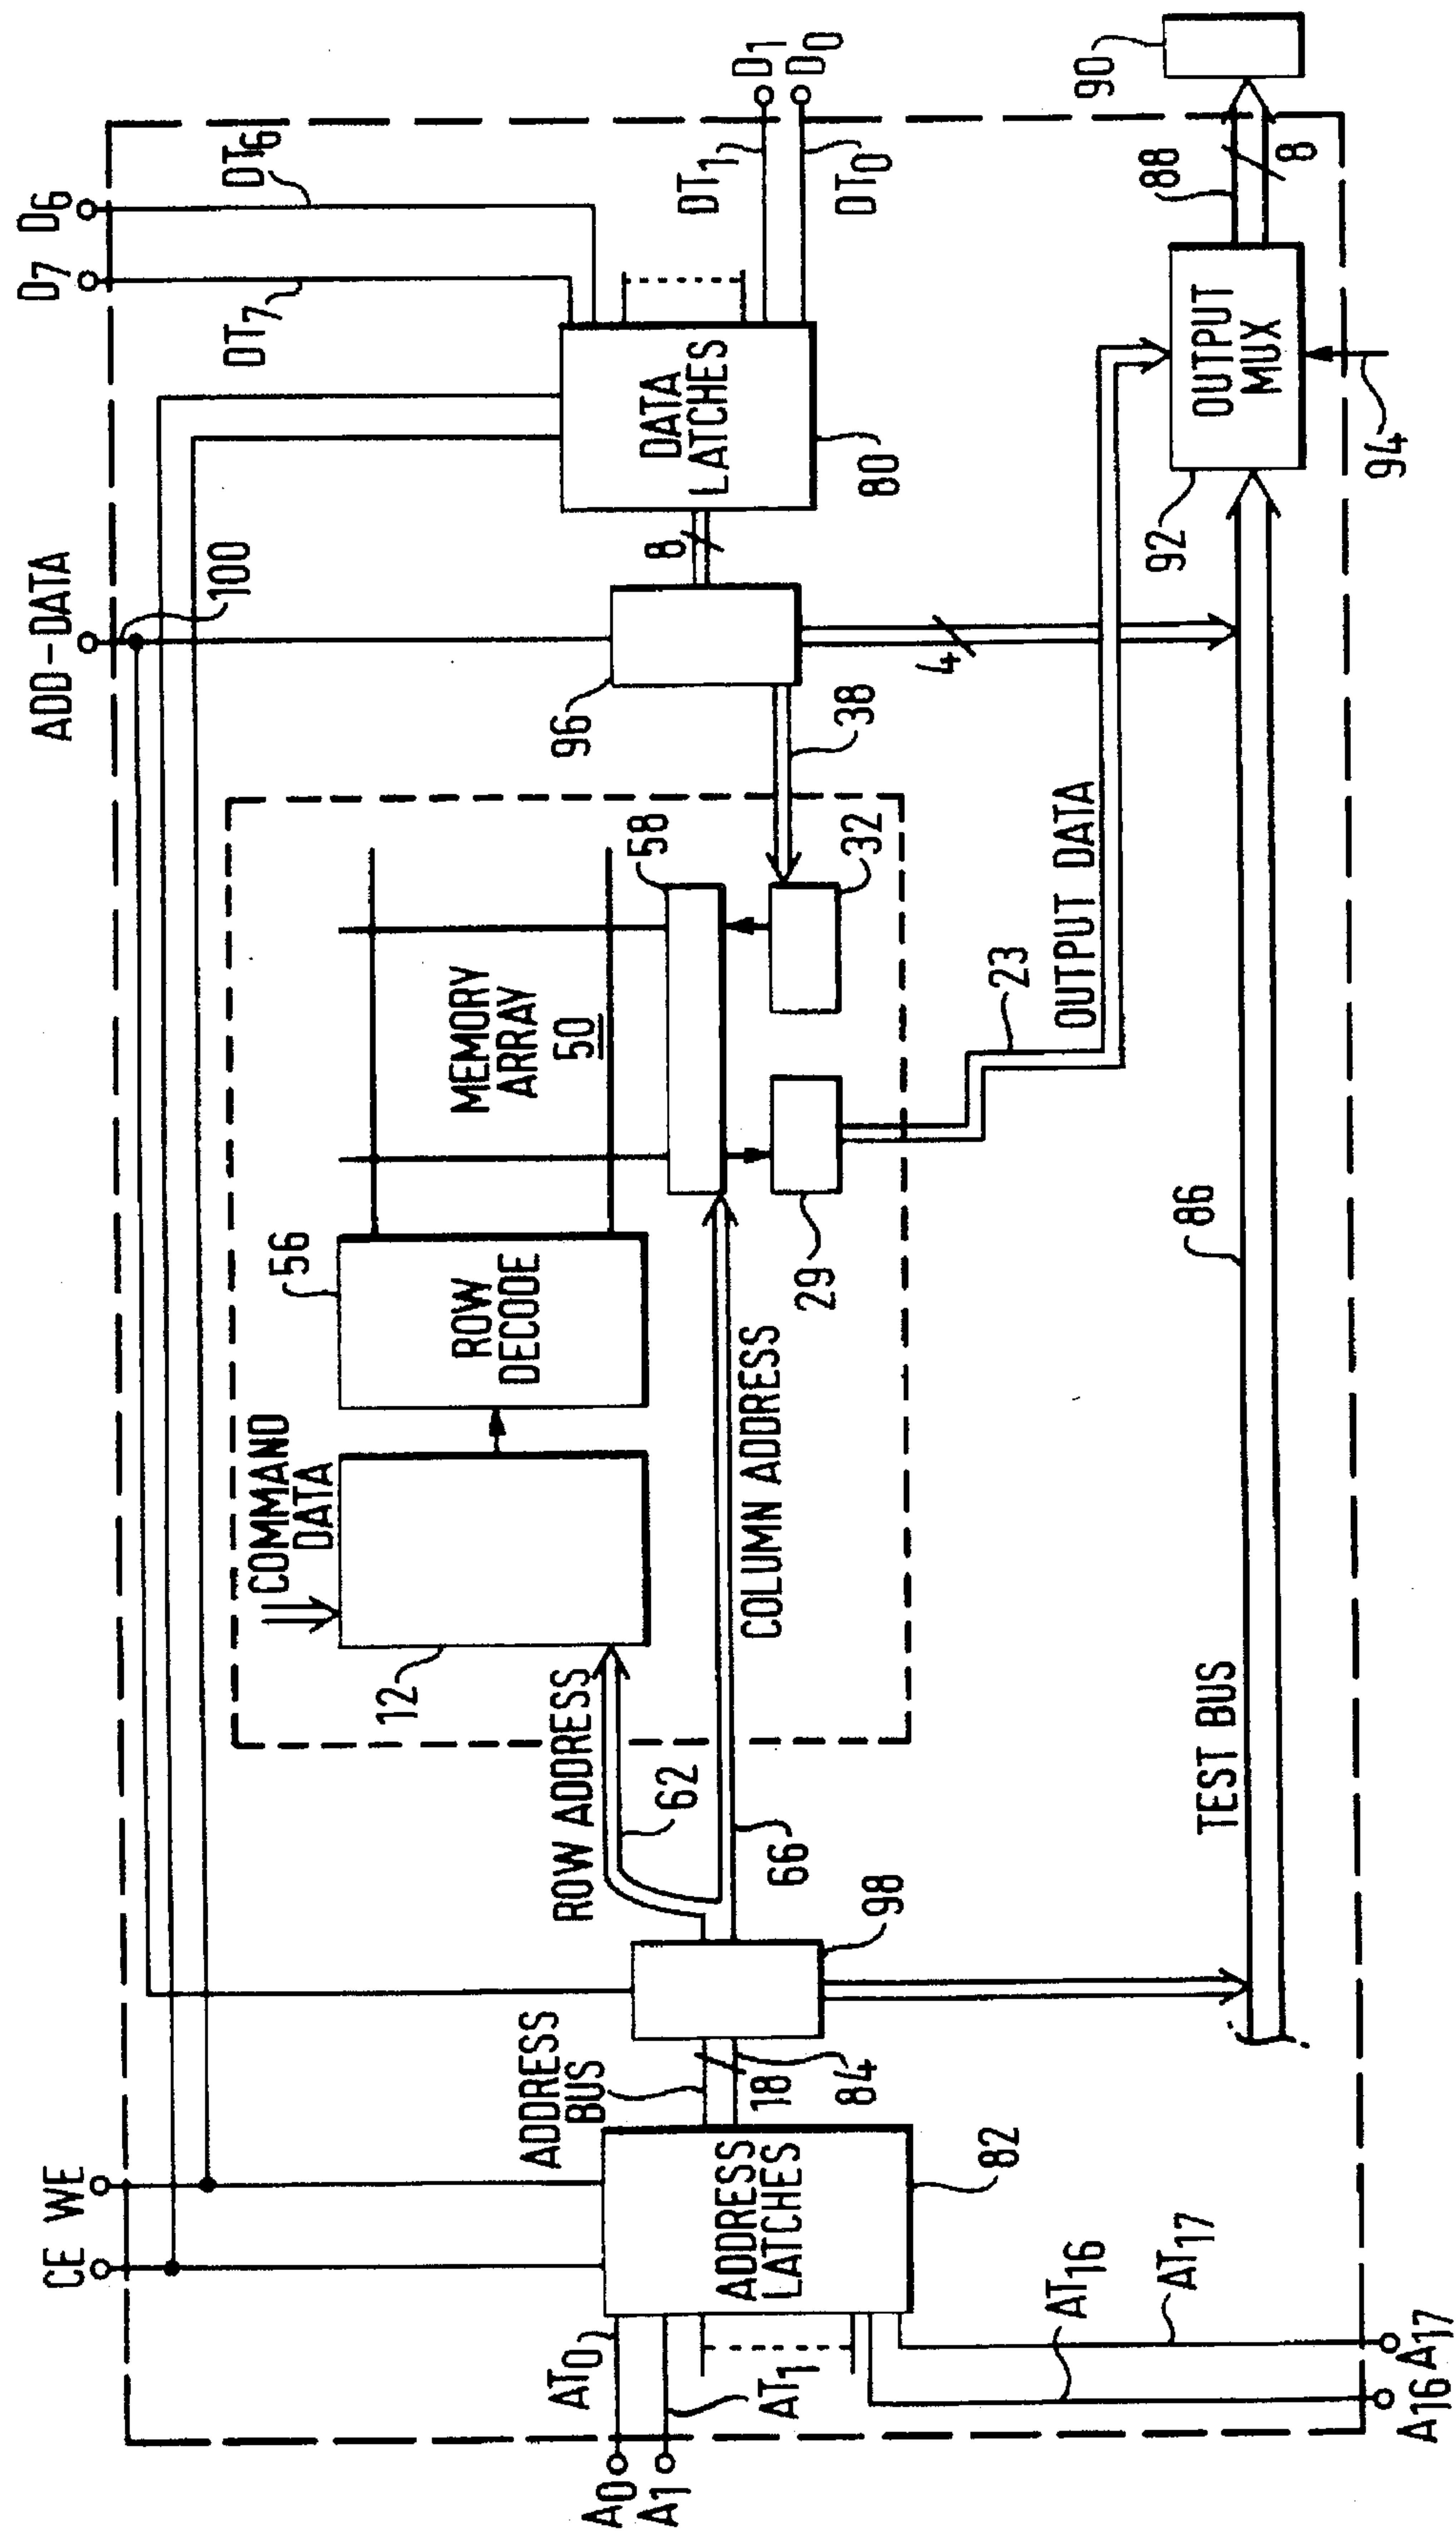 CE
WE
ADD-DATA
100
D7
D6
DT7
DT6
D1
D0
DT1
DT0
A0
A1
AT0
AT1
A16
A17
AT16
AT17
ADDRESS
LATCHES
82
ADDRESS
BUS
18
84
98
ROW ADDRESS
62
66
COLUMN ADDRESS
COMMAND
DATA
12
ROW
DECODE
56
MEMORY
ARRAY
50
58
29
32
38
96
8
DATA
LATCHES
80
4
23
OUTPUT DATA
TEST BUS
86
OUTPUT
MUX
92
94
88
8
90